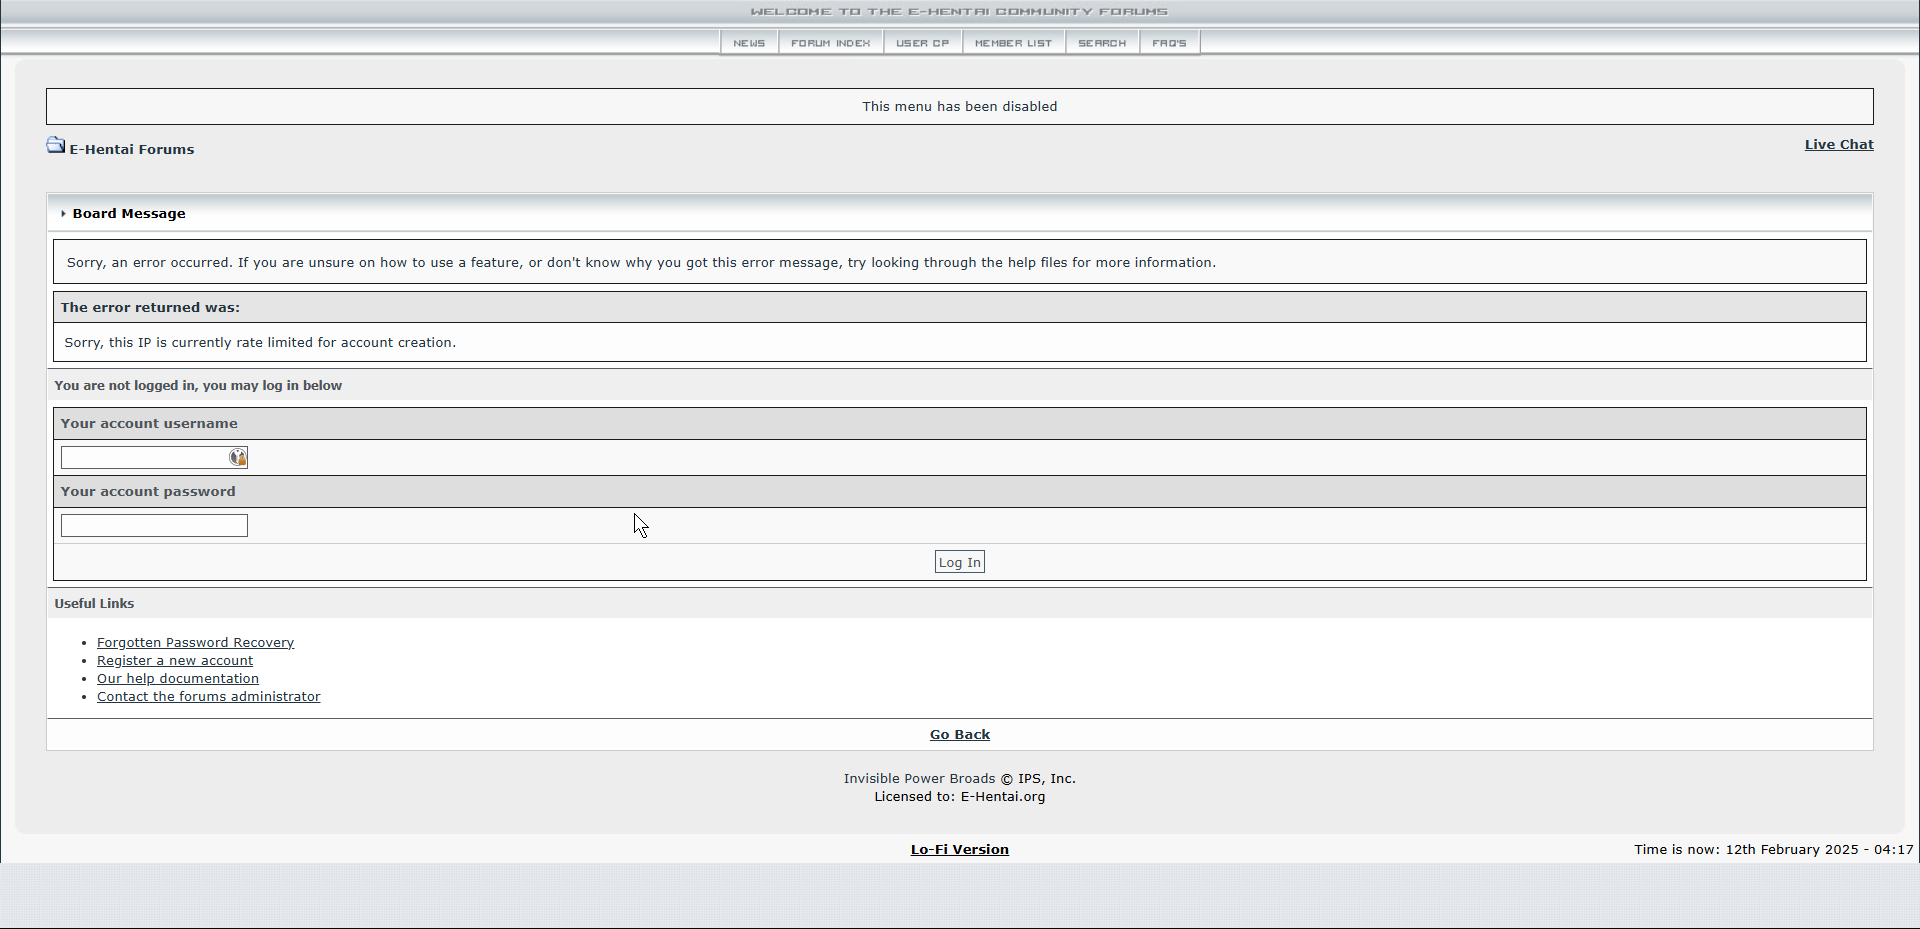 WELCOME TO THE E-HENTAI COMMUNITY FORUMS
NEWS
FORUM INDEX
USER CP
MEMBER LIST
SEARCH
FAQ'S
This menu has been disabled
E-Hentai Forums
Live Chat
Board Message
Sorry, an error occurred. If you are unsure on how to use a feature, or don't know why you got this error message, try looking through the help files for more information.
The error returned was:
Sorry, this IP is currently rate limited for account creation.
You are not logged in, you may log in below
Your account username
Your account password
Log In
Useful Links
Forgotten Password Recovery
Register a new account
Our help documentation
Contact the forums administrator
Go Back
Invisible Power Broads © IPS, Inc.
Licensed to: E-Hentai.org
Lo-Fi Version
Time is now: 12th February 2025 - 04:17